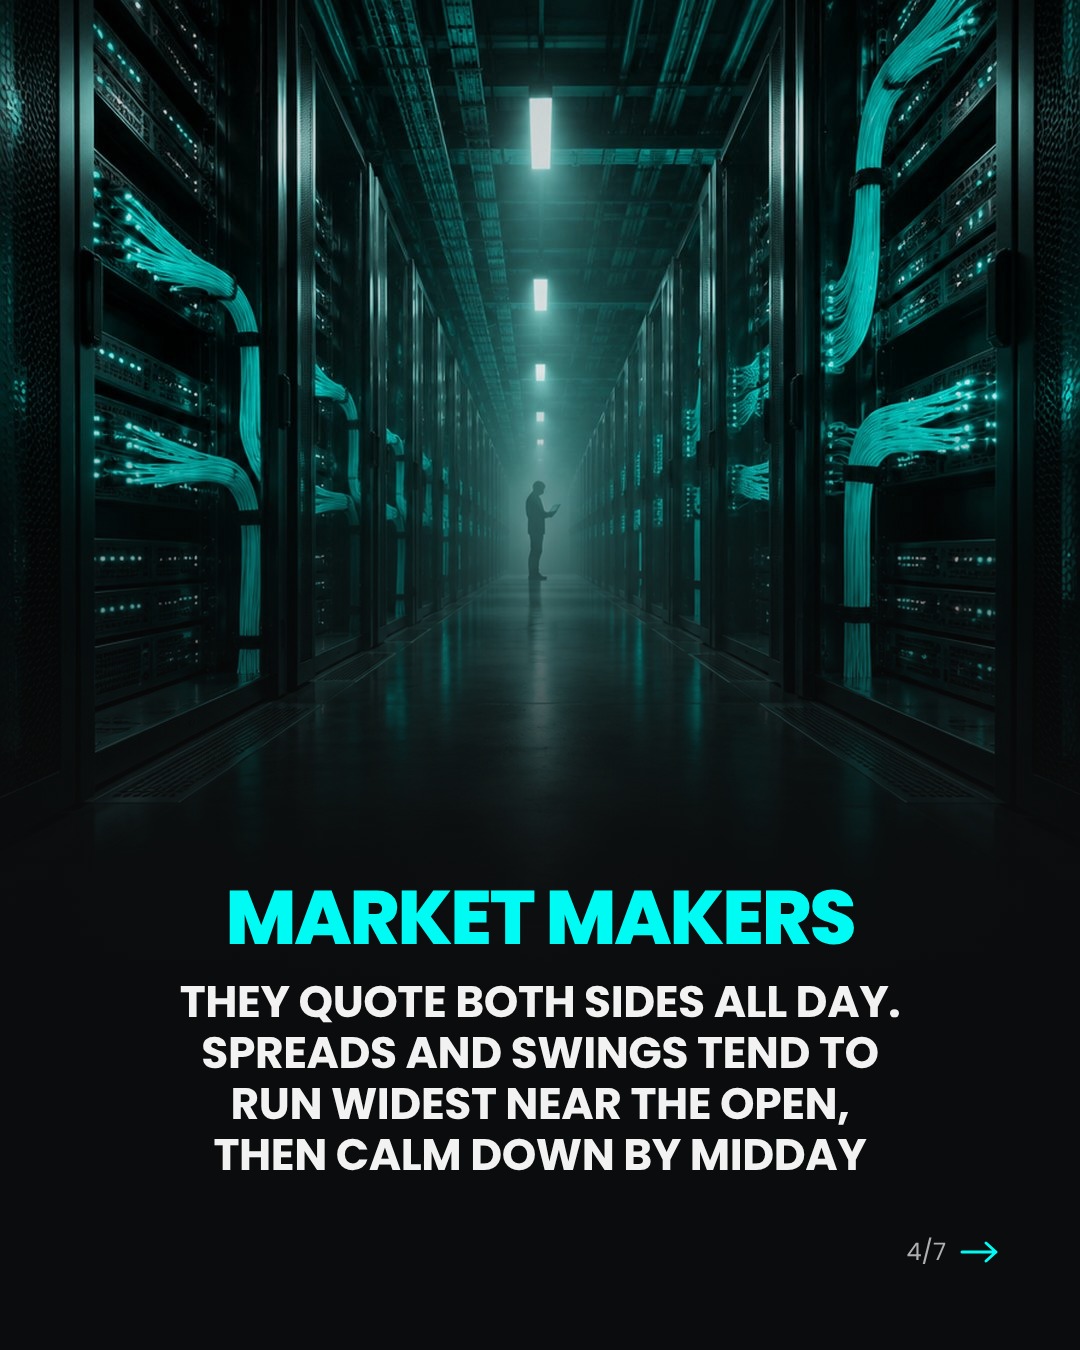 MARKET MAKERS
THEY QUOTE BOTH SIDES ALL DAY.
SPREADS AND SWINGS TEND TO
RUN WIDEST NEAR THE OPEN,
THEN CALM DOWN BY MIDDAY
4/7 →